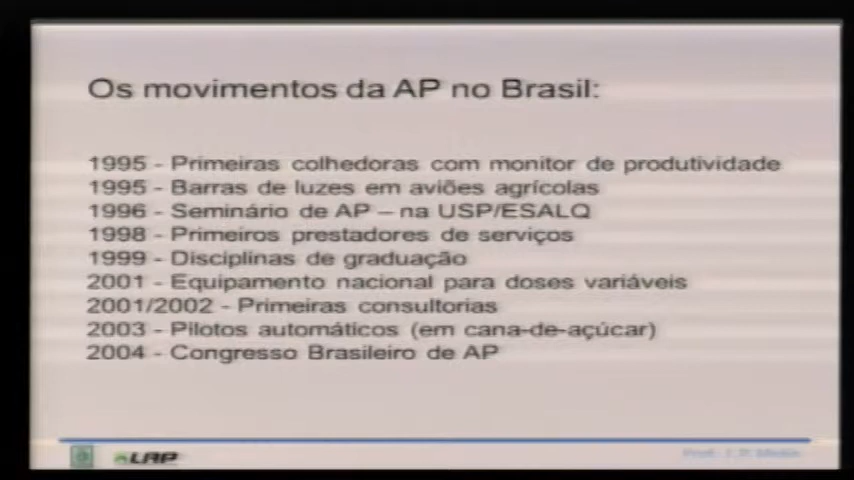 Os movimentos da AP no Brasil:
1995 - Primeiras colhedoras com monitor de produtividade
1995 - Barras de luzes em aviões agrícolas
1996 - Seminário de AP – na USP/ESALQ
1998 - Primeiros prestadores de serviços
1999 - Disciplinas de graduação
2001 - Equipamento nacional para doses variáveis
2001/2002 - Primeiras consultorias
2003 - Pilotos automáticos (em cana-de-açúcar)
2004 - Congresso Brasileiro de AP
LAP